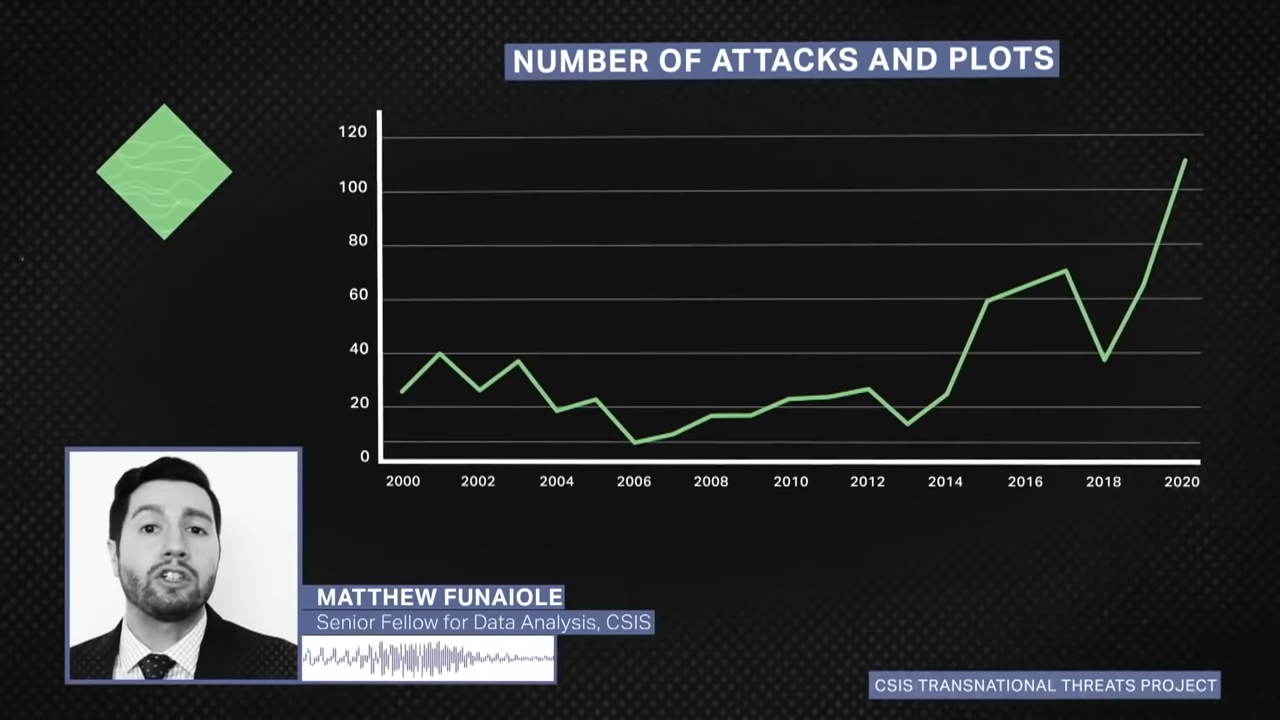 NUMBER OF ATTACKS AND PLOTS
120
100
80
60
40
20
0
2000 2002 2004 2006 2008 2010 2012 2014 2016 2018 2020
MATTHEW FUNAIOLE
Senior Fellow for Data Analysis, CSIS
CSIS TRANSNATIONAL THREATS PROJECT